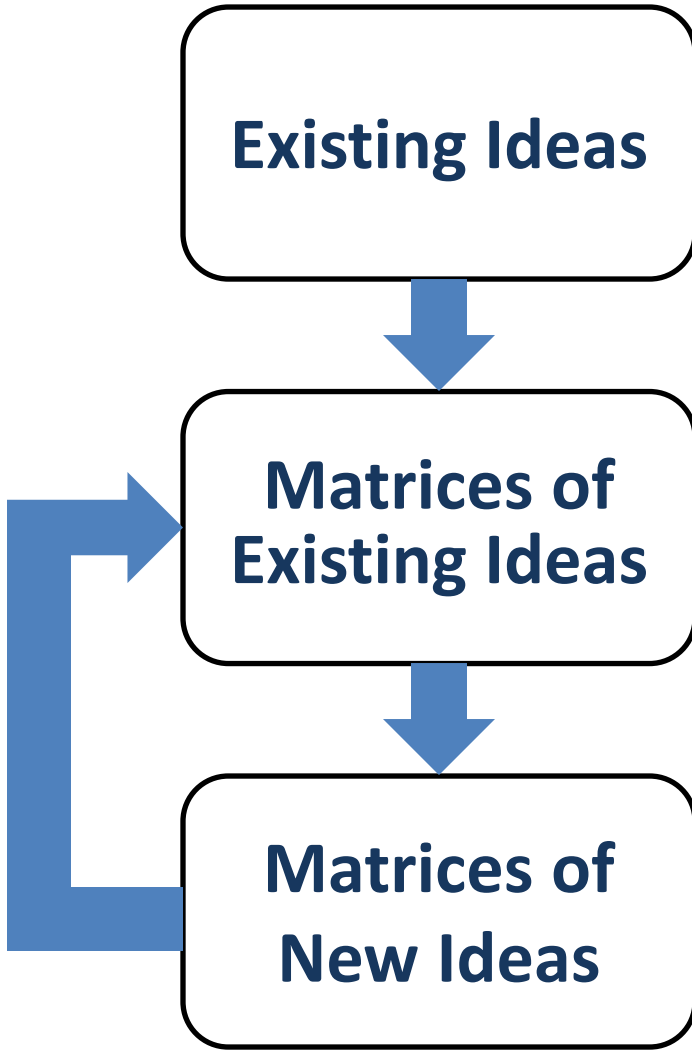 Existing Ideas
Matrices of
Existing Ideas
Matrices of
New Ideas